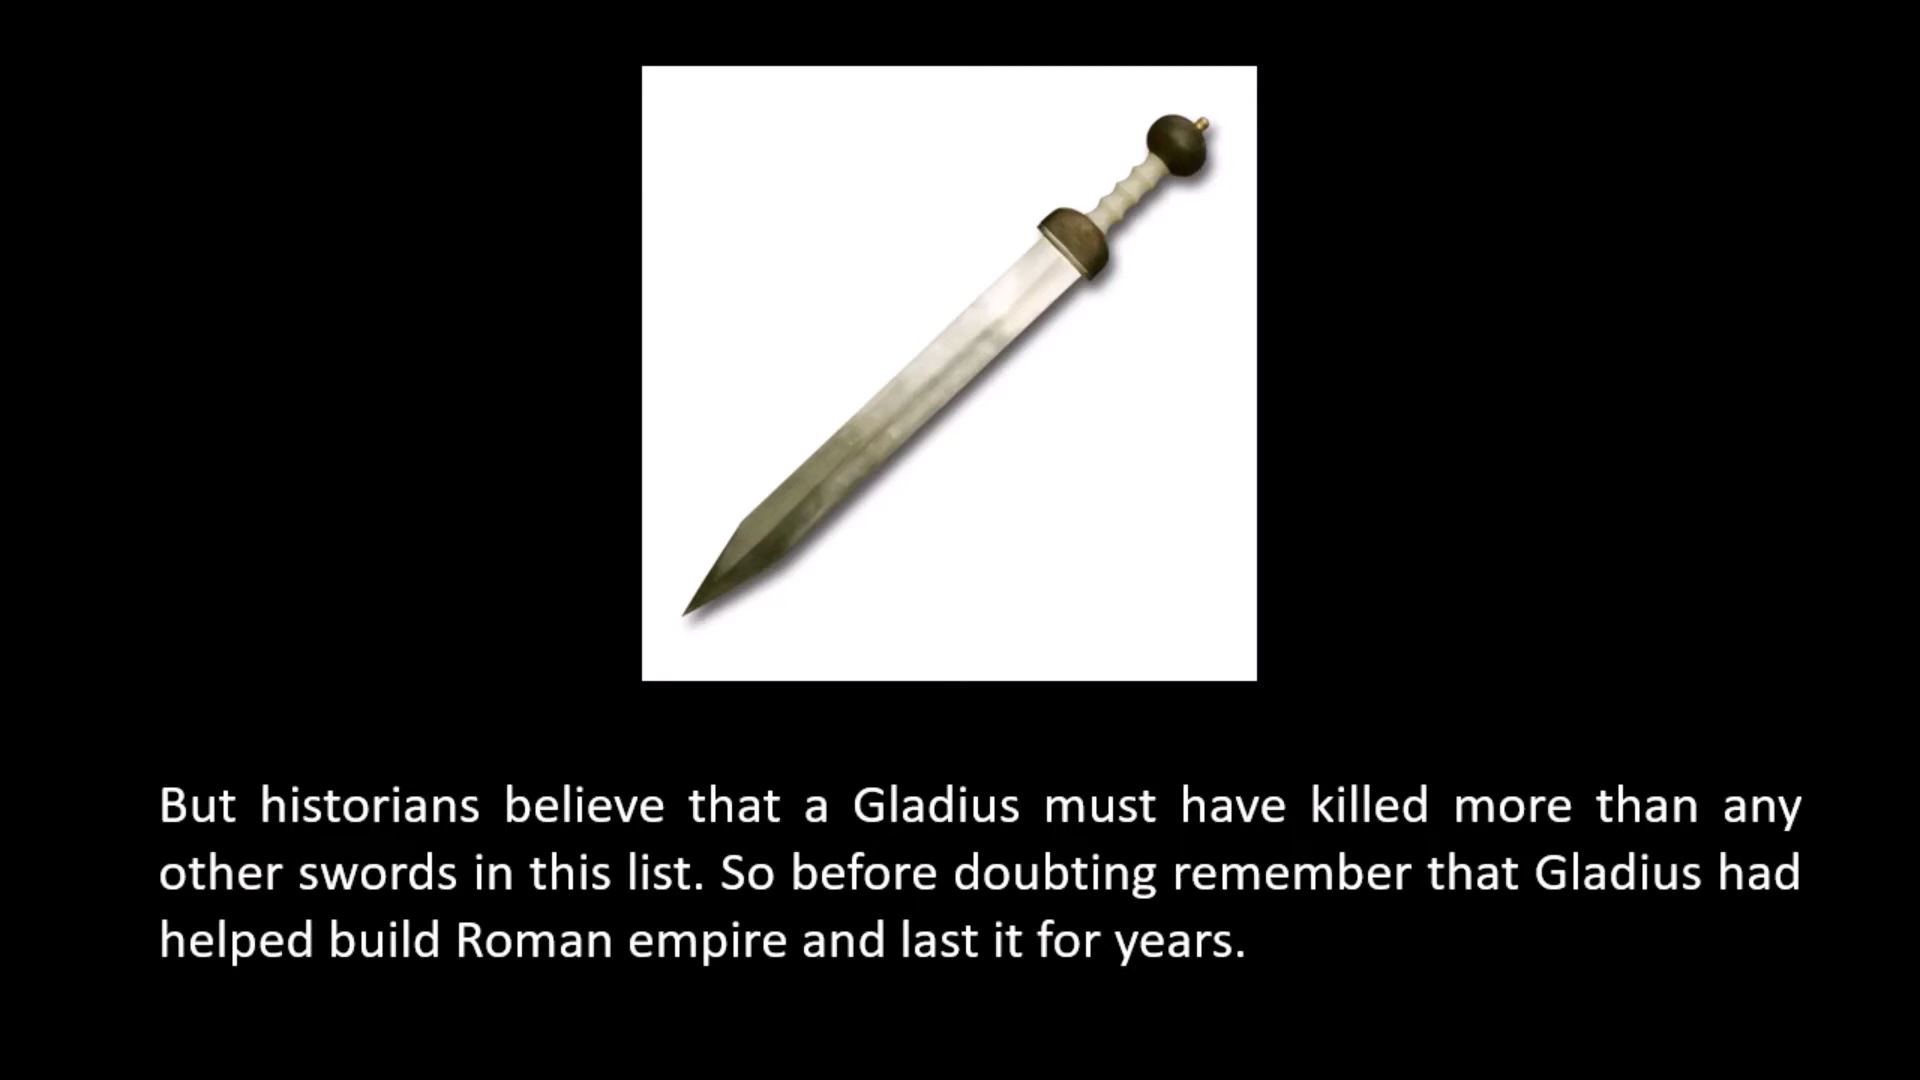 But historians believe that a Gladius must have killed more than any
other swords in this list. So before doubting remember that Gladius had
helped build Roman empire and last it for years.